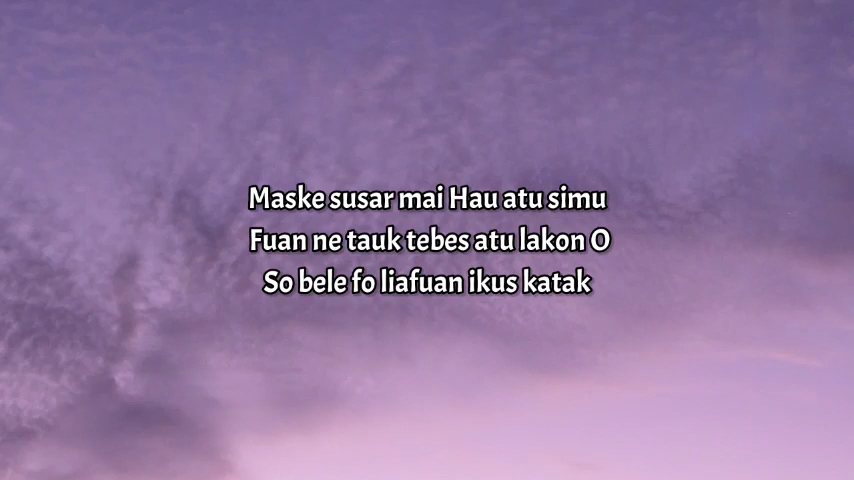 Maske susar mai Hau atu simu
Fuan ne tauk tebes atu lakon O
So bele fo liafuan ikus katak